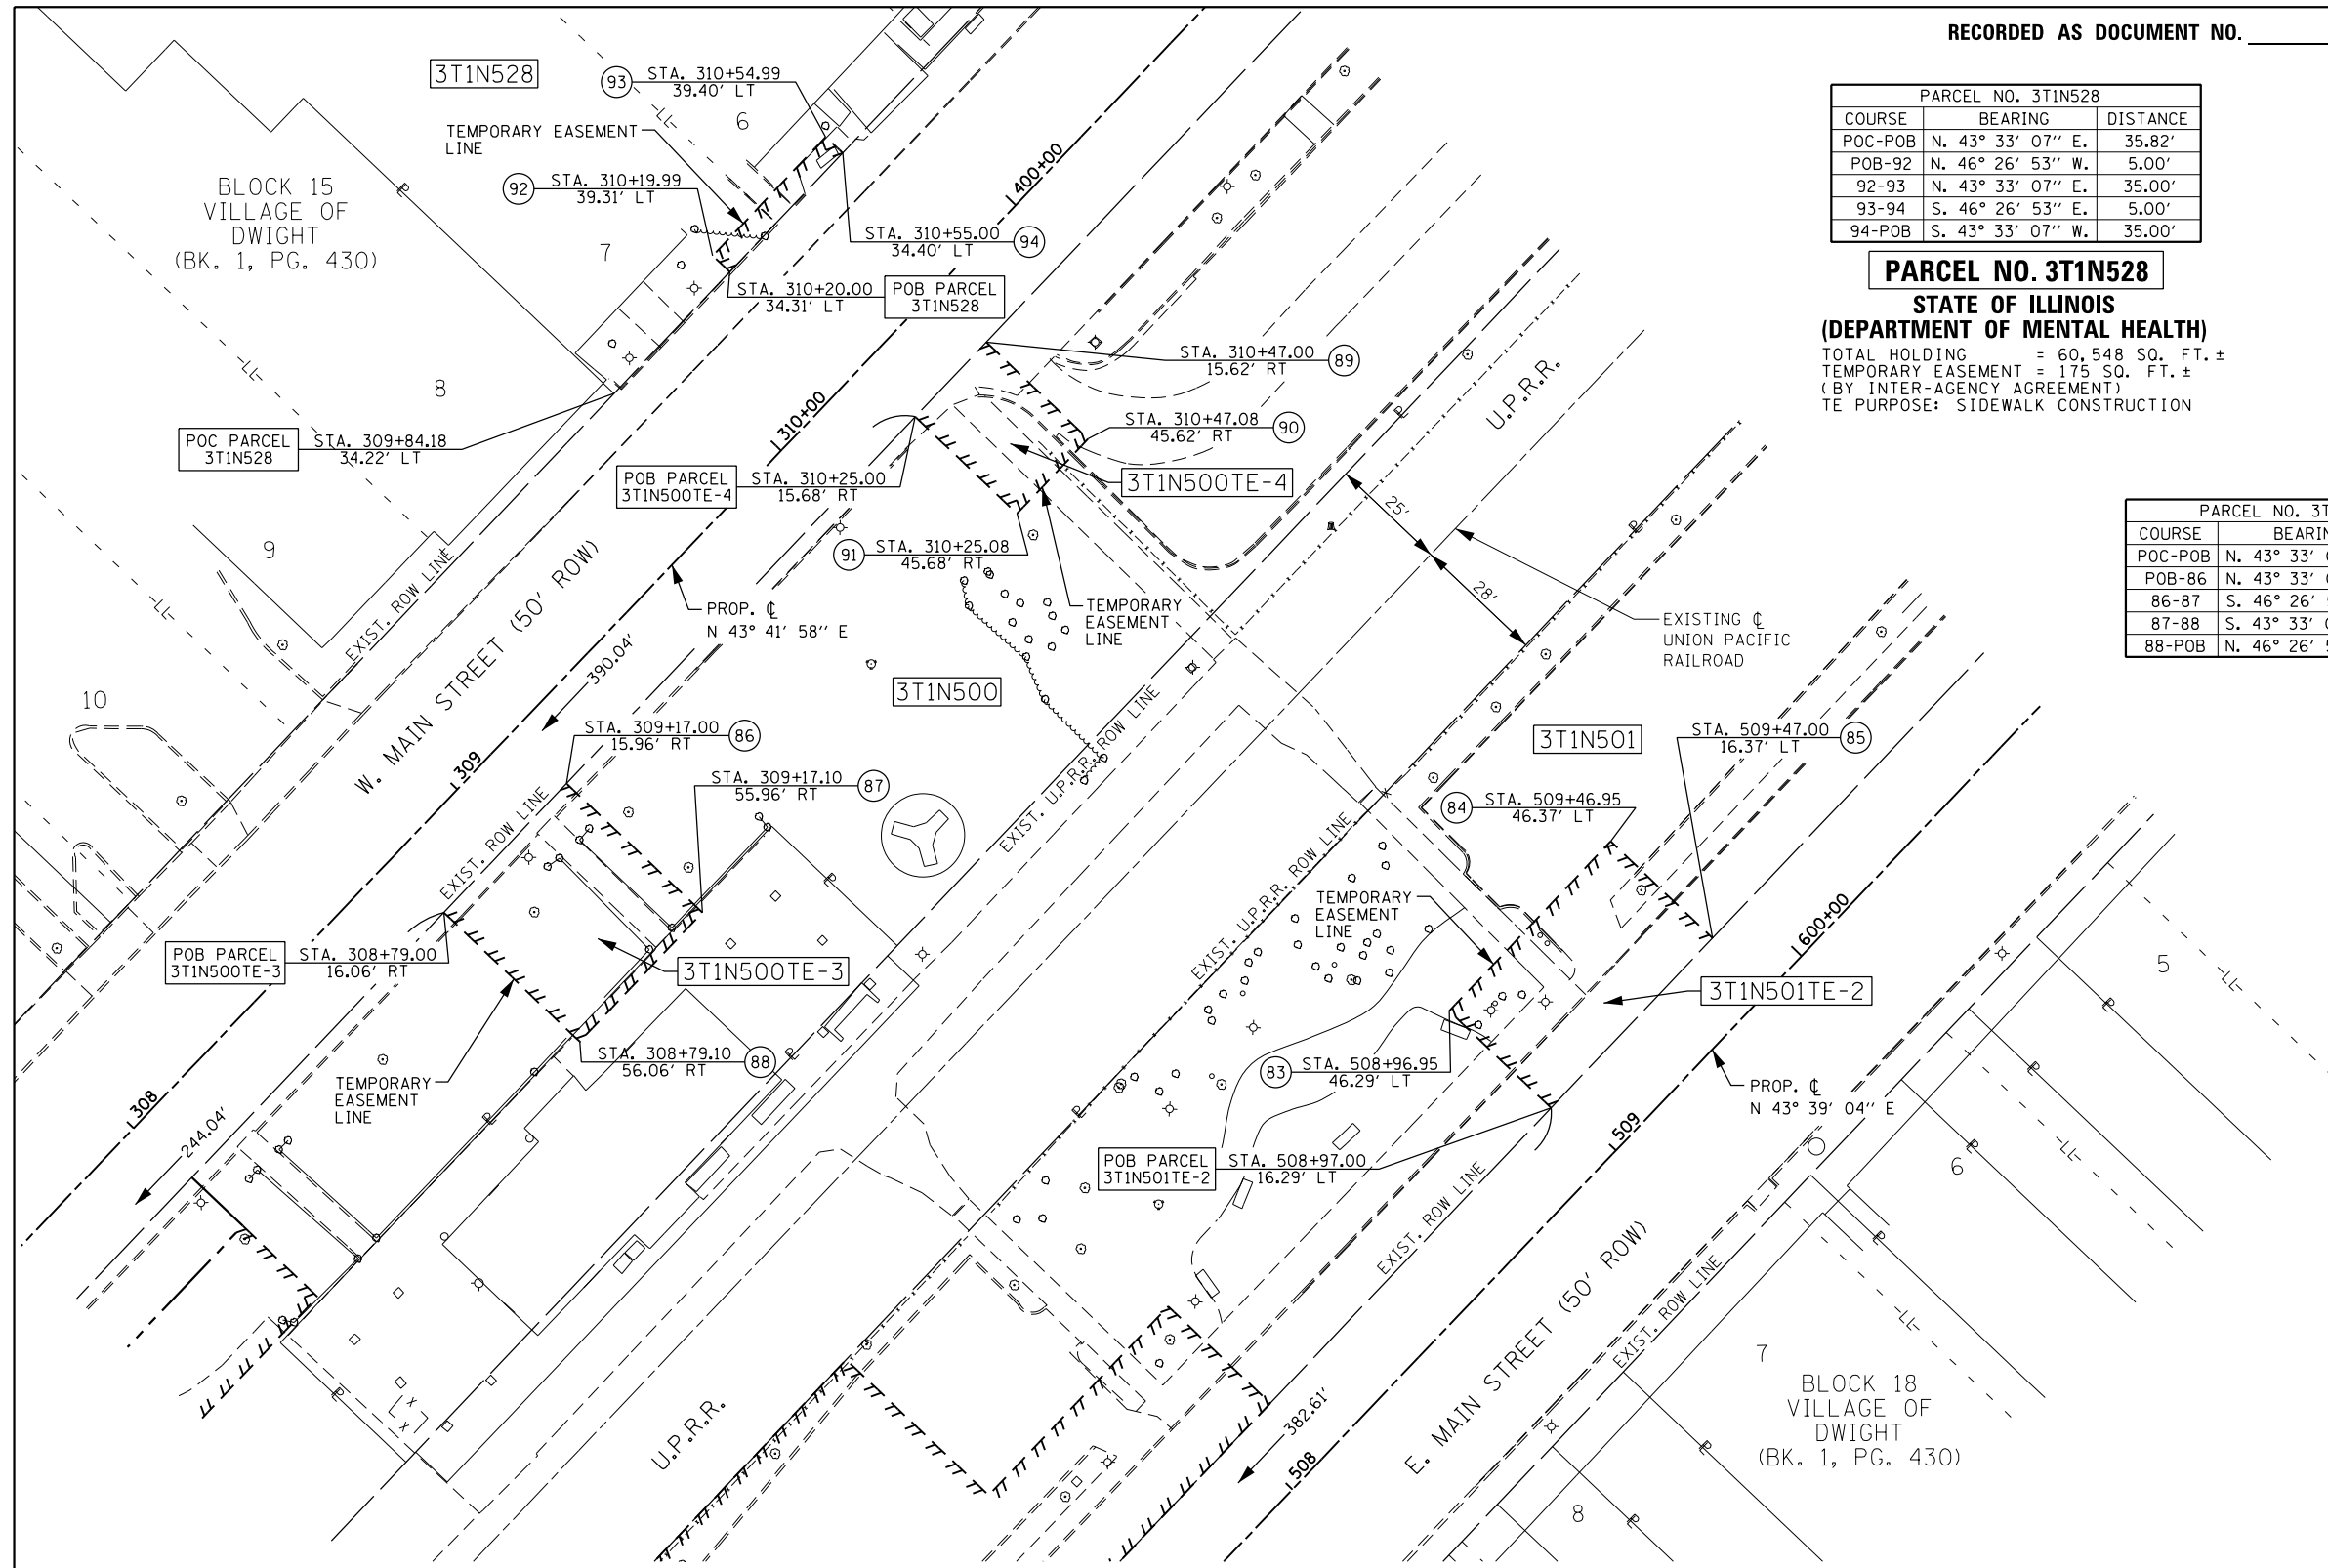 RECORDED AS DOCUMENT NO.
3T1N528
93
STA. 310+54.99
39.40' LT
6
TEMPORARY EASEMENT
LINE
92
STA. 310+19.99
39.31' LT
BLOCK 15
VILLAGE OF
DWIGHT
(BK. 1, PG. 430)
7
STA. 310+55.00
34.40' LT
94
STA. 310+20.00
34.31' LT
POB PARCEL
3T1N528
400+00
PARCEL NO. 3T1N528
COURSE BEARING DISTANCE
POC-POB N. 43° 33' 07'' E. 35.82'
POB-92 N. 46° 26' 53'' W. 5.00'
92-93 N. 43° 33' 07'' E. 35.00'
93-94 S. 46° 26' 53'' E. 5.00'
94-POB S. 43° 33' 07'' W. 35.00'
PARCEL NO. 3T1N528
STATE OF ILLINOIS
(DEPARTMENT OF MENTAL HEALTH)
TOTAL HOLDING = 60,548 SQ. FT.±
TEMPORARY EASEMENT = 175 SQ. FT.±
(BY INTER-AGENCY AGREEMENT)
TE PURPOSE: SIDEWALK CONSTRUCTION
STA. 310+47.00
15.62' RT
89
8
310+00
POC PARCEL
3T1N528
STA. 309+84.18
34.22' LT
STA. 310+47.08
45.62' RT
90
U.P.R.R.
POB PARCEL
3T1N500TE-4
STA. 310+25.00
15.68' RT
3T1N500TE-4
25'
91
STA. 310+25.08
45.68' RT
9
EXIST. ROW LINE
W. MAIN STREET (50' ROW)
PROP. ℄
N 43° 41' 58'' E
TEMPORARY
EASEMENT
LINE
28'
EXISTING ℄
UNION PACIFIC
RAILROAD
PARCEL NO. 3T
COURSE BEARIN
POC-POB N. 43° 33'
POB-86 N. 43° 33'
86-87 S. 46° 26'
87-88 S. 43° 33'
88-POB N. 46° 26'
390.04'
3T1N500
10
309
STA. 309+17.00
15.96' RT
86
STA. 309+17.10
55.96' RT
87
EXIST. U.P.R.R. ROW LINE
3T1N501
STA. 509+47.00
16.37' LT
85
84
STA. 509+46.95
46.37' LT
EXIST. ROW LINE
EXIST. U.P.R.R. ROW LINE
TEMPORARY
EASEMENT
LINE
600+00
POB PARCEL
3T1N500TE-3
STA. 308+79.00
16.06' RT
3T1N500TE-3
3T1N501TE-2
5
STA. 308+79.10
56.06' RT
88
TEMPORARY
EASEMENT
LINE
83
STA. 508+96.95
46.29' LT
PROP. ℄
N 43° 39' 04'' E
308
244.04'
509
POB PARCEL
3T1N501TE-2
STA. 508+97.00
16.29' LT
6
EXIST. ROW LINE
E. MAIN STREET (50' ROW)
EXIST. ROW LINE
7
BLOCK 18
VILLAGE OF
DWIGHT
(BK. 1, PG. 430)
U.P.R.R.
382.61'
508
8